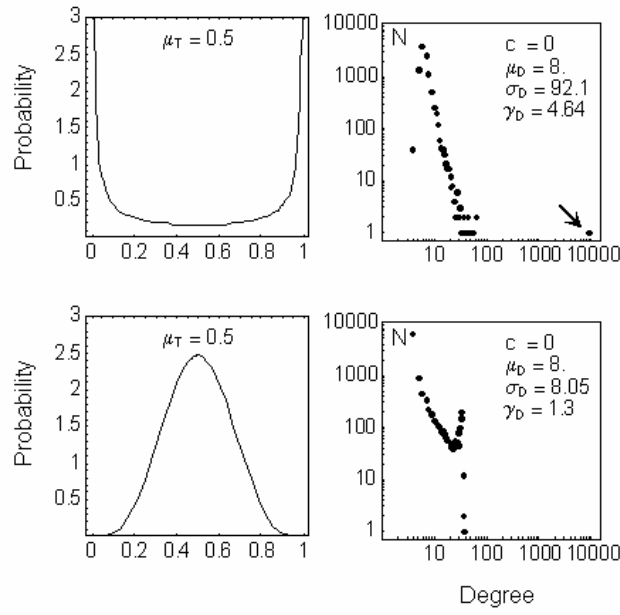 3
2.5
2
1.5
1
0.5
Probability
μT = 0.5
0 0.2 0.4 0.6 0.8 1
10000
1000
100
10
1
N
c = 0
μD = 8.
σD = 92.1
γD = 4.64
10 100 1000 10000
3
2.5
2
1.5
1
0.5
Probability
μT = 0.5
0 0.2 0.4 0.6 0.8 1
10000
1000
100
10
1
N
c = 0
μD = 8.
σD = 8.05
γD = 1.3
10 100 1000 10000
Degree